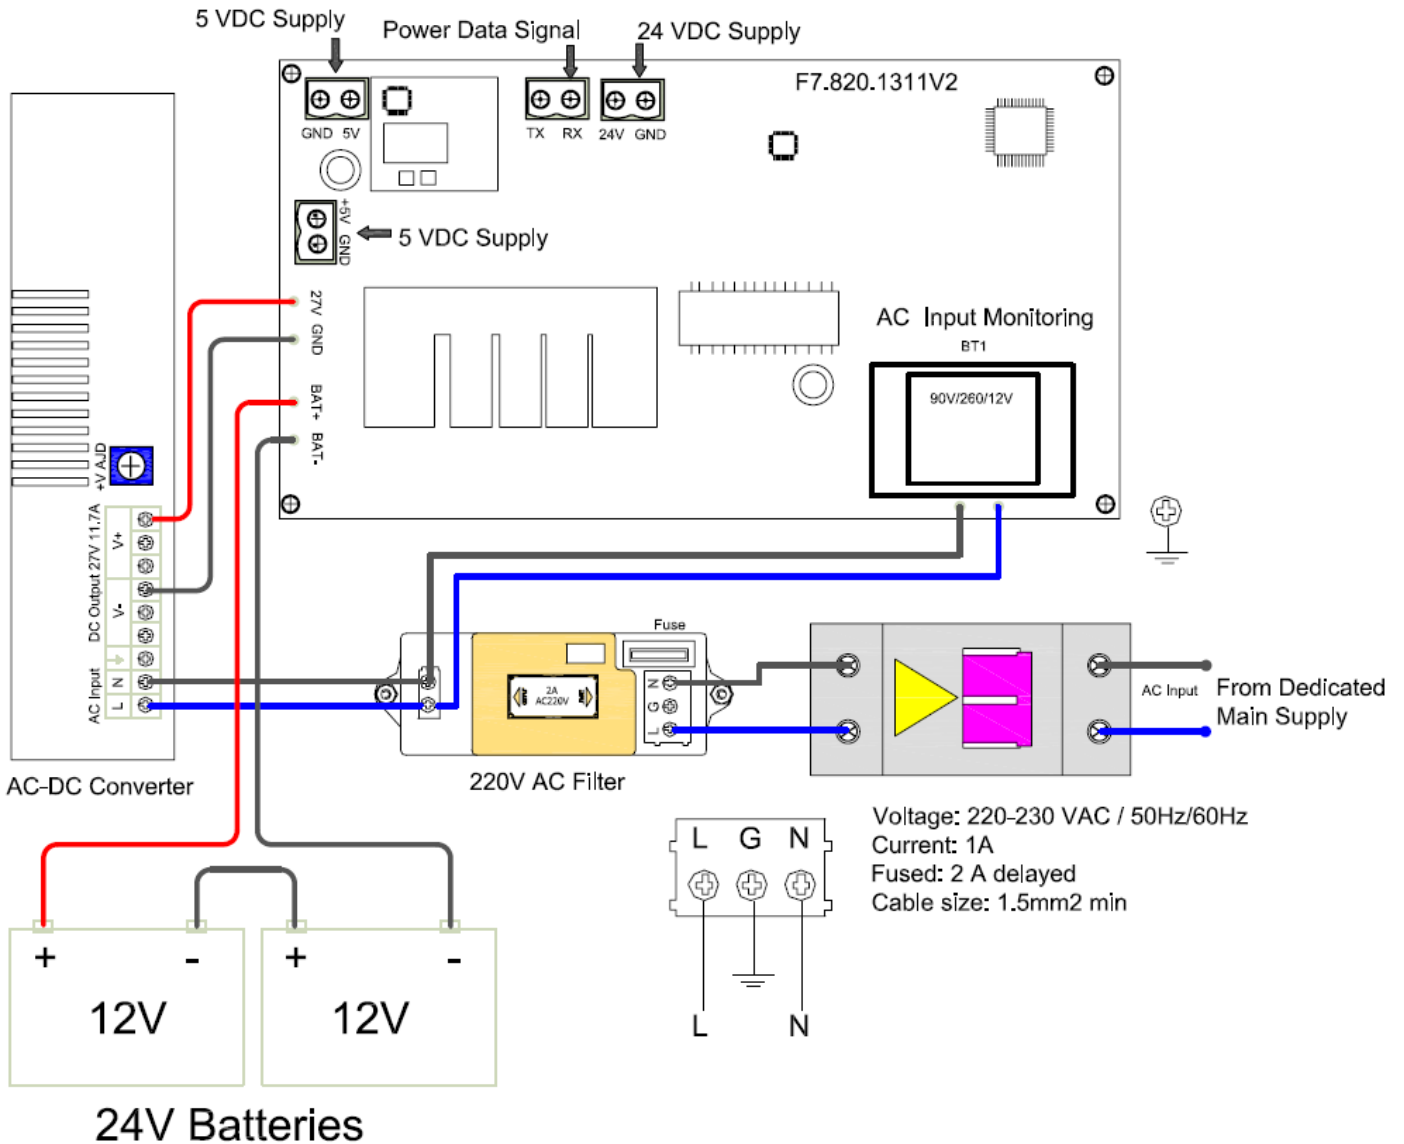 5 VDC Supply
Power Data Signal
24 VDC Supply
F7.820.1311V2
GND 5V
TX RX
24V GND
+5V
GND
5 VDC Supply
27V
GND
BAT+
BAT-
AC Input Monitoring
BT1
90V/260/12V
+V AJD
DC Output 27V 11.7A
V+
V-
AC Input
N
L
AC-DC Converter
Fuse
2A
AC220V
N
G
L
220V AC Filter
AC Input
From Dedicated
Main Supply
Voltage: 220-230 VAC / 50Hz/60Hz
Current: 1A
Fused: 2 A delayed
Cable size: 1.5mm2 min
L G N
L N
+ -
12V
+ -
12V
24V Batteries